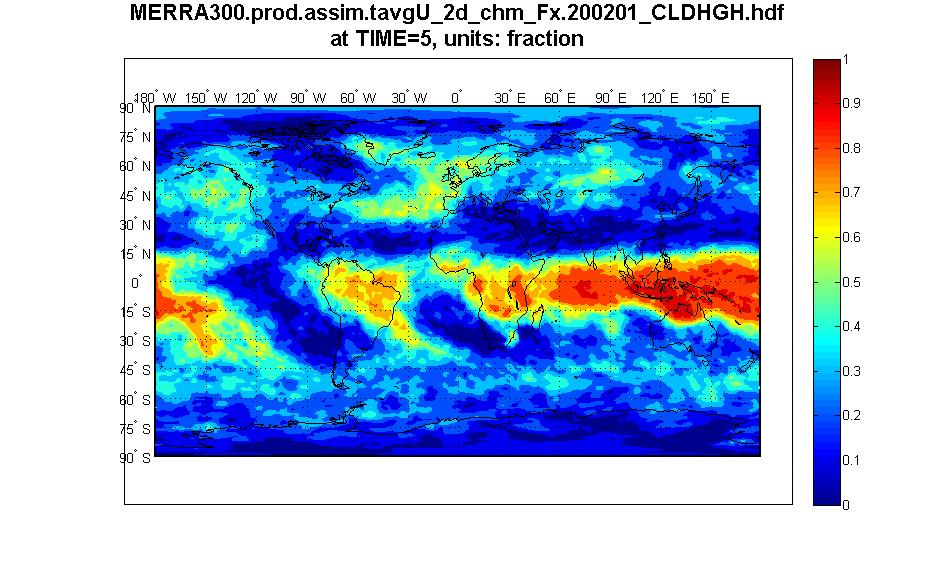 MERRA300.prod.assim.tavgU_2d_chm_Fx.200201_CLDHGH.hdf
at TIME=5, units: fraction
180° W 150° W 120° W 90° W 60° W 30° W 0° 30° E 60° E 90° E 120° E 150° E
90° N
75° N
60° N
45° N
30° N
15° N
0°
15° S
30° S
45° S
60° S
75° S
90° S
1
0.9
0.8
0.7
0.6
0.5
0.4
0.3
0.2
0.1
0